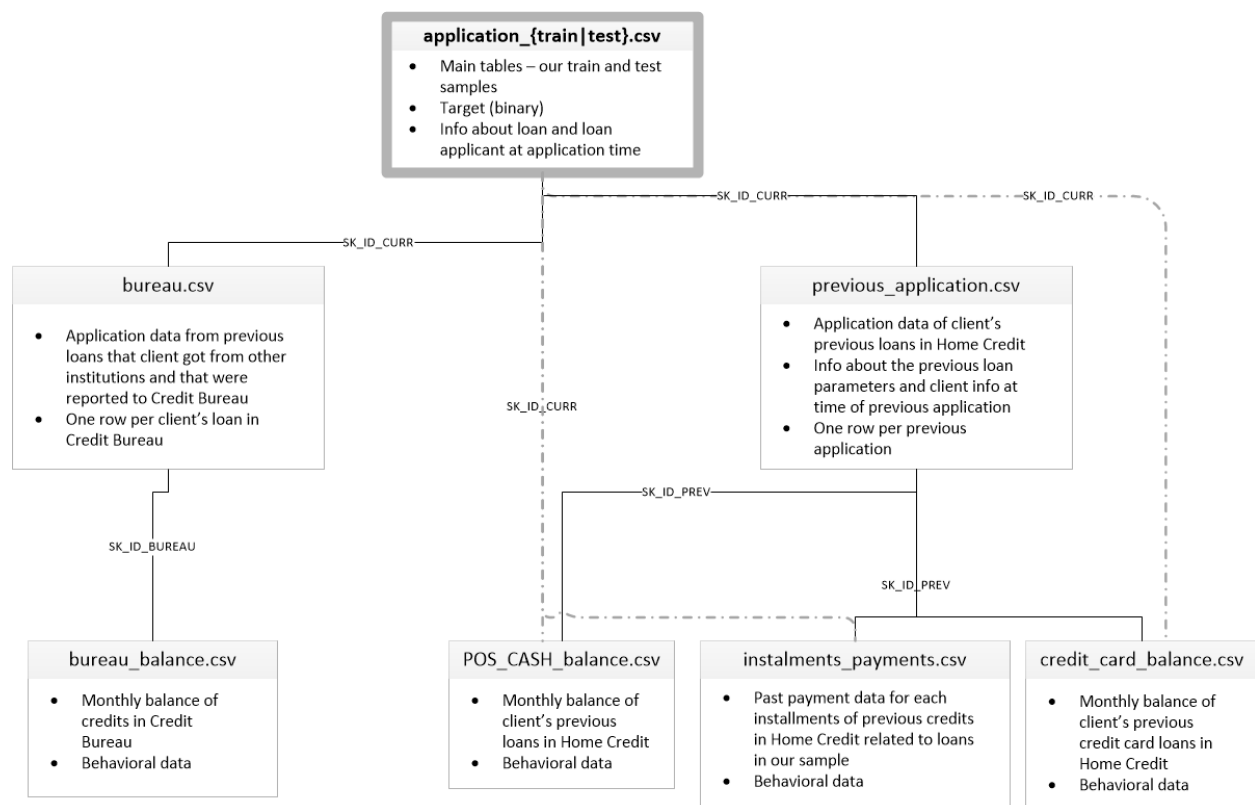 application_{train|test}.csv
• Main tables – our train and test
samples
• Target (binary)
• Info about loan and loan
applicant at application time
SK_ID_CURR
SK_ID_CURR
SK_ID_CURR
bureau.csv
• Application data from previous
loans that client got from other
institutions and that were
reported to Credit Bureau
• One row per client's loan in
Credit Bureau
previous_application.csv
• Application data of client's
previous loans in Home Credit
• Info about the previous loan
parameters and client info at
time of previous application
• One row per previous
application
SK_ID_CURR
SK_ID_PREV
SK_ID_BUREAU
SK_ID_PREV
bureau_balance.csv
• Monthly balance of
credits in Credit
Bureau
• Behavioral data
POS_CASH_balance.csv
• Monthly balance of
client's previous
loans in Home Credit
• Behavioral data
instalments_payments.csv
• Past payment data for each
installments of previous credits
in Home Credit related to loans
in our sample
• Behavioral data
credit_card_balance.csv
• Monthly balance of
client's previous
credit card loans in
Home Credit
• Behavioral data